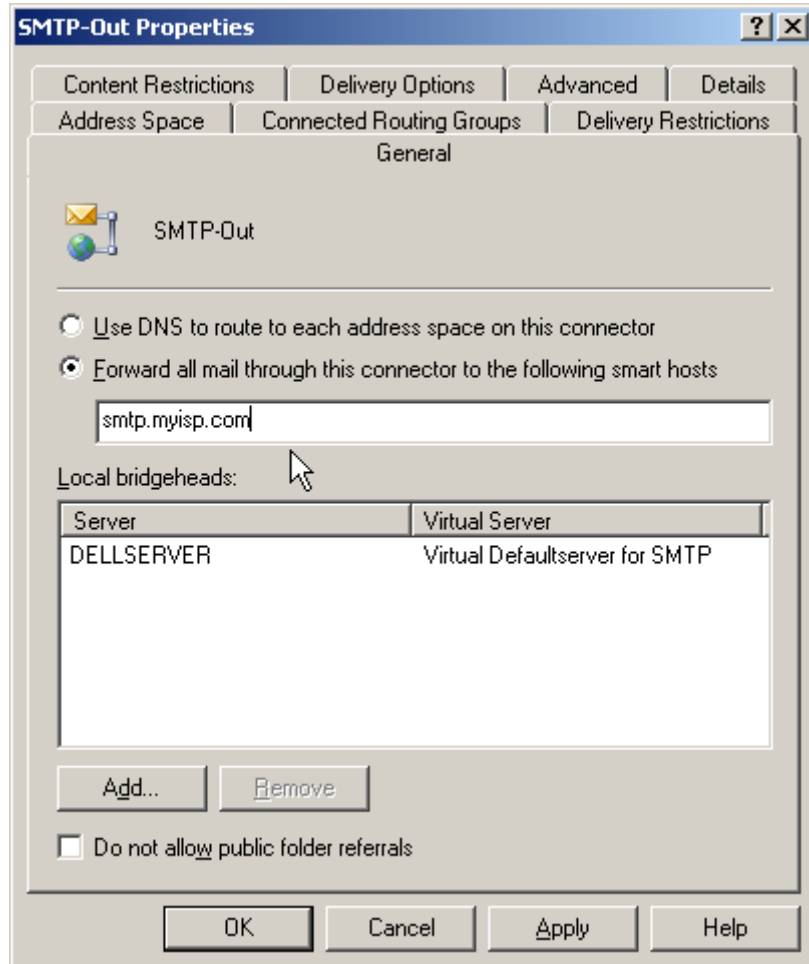 SMTP-Out Properties
Content Restrictions Delivery Options Advanced Details
Address Space Connected Routing Groups Delivery Restrictions
General
SMTP-Out
Use DNS to route to each address space on this connector
Forward all mail through this connector to the following smart hosts
smtp.myisp.com
Local bridgeheads:
Server Virtual Server
DELLSERVER Virtual Defaultserver for SMTP
Add... Remove
Do not allow public folder referrals
OK Cancel Apply Help